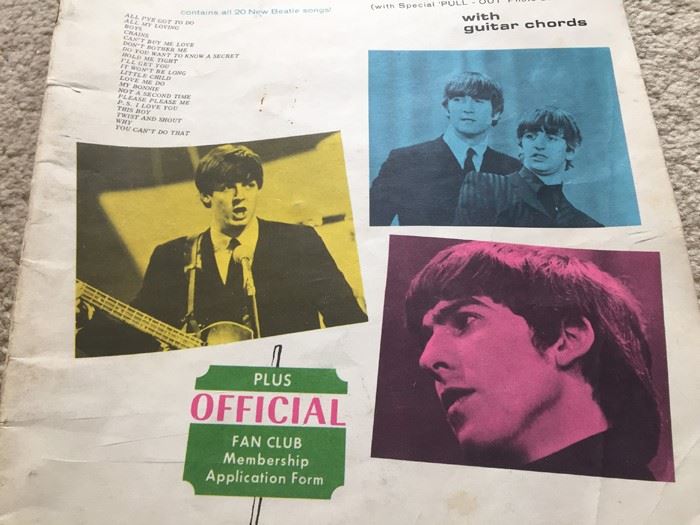 contains all 20 New Beatle songs!
(with Special 'PULL - OUT'
with
guitar chords
ALL I'VE GOT TO DO
ALL MY LOVING
BOYS
CHAINS
CAN'T BUY ME LOVE
DON'T BOTHER ME
DO YOU WANT TO KNOW A SECRET
HOLD ME TIGHT
I'LL GET YOU
IT WON'T BE LONG
LITTLE CHILD
LOVE ME DO
MY BONNIE
NOT A SECOND TIME
PLEASE PLEASE ME
P.S. I LOVE YOU
THIS BOY
TWIST AND SHOUT
WHY
YOU CAN'T DO THAT
PLUS
OFFICIAL
FAN CLUB
Membership
Application Form